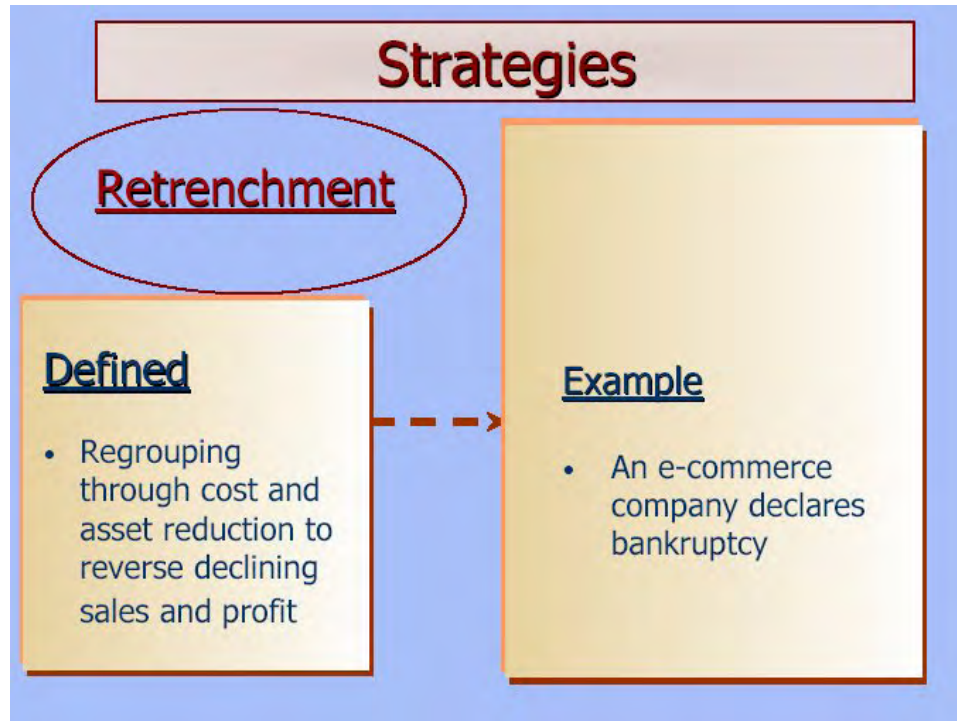 Strategies
Retrenchment
Defined
• Regrouping
through cost and
asset reduction to
reverse declining
sales and profit
Example
• An e-commerce
company declares
bankruptcy